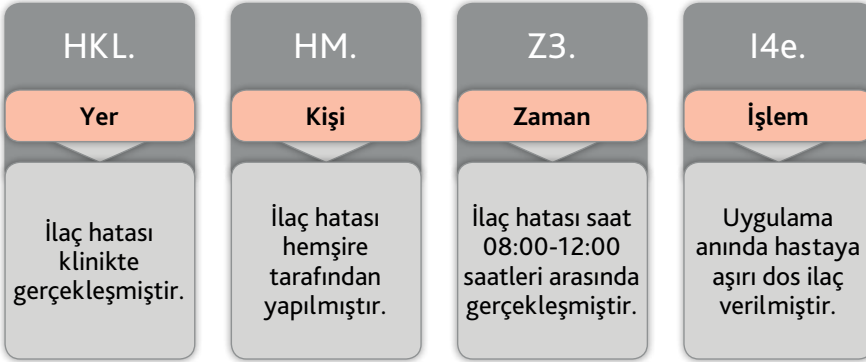 HKL.
Yer
İlaç hatası
klinikte
gerçekleşmiştir.
HM.
Kişi
İlaç hatası
hemşire
tarafından
yapılmıştır.
Z3.
Zaman
İlaç hatası saat
08:00-12:00
saatleri arasında
gerçekleşmiştir.
I4e.
İşlem
Uygulama
anında hastaya
aşırı dos ilaç
verilmiştir.